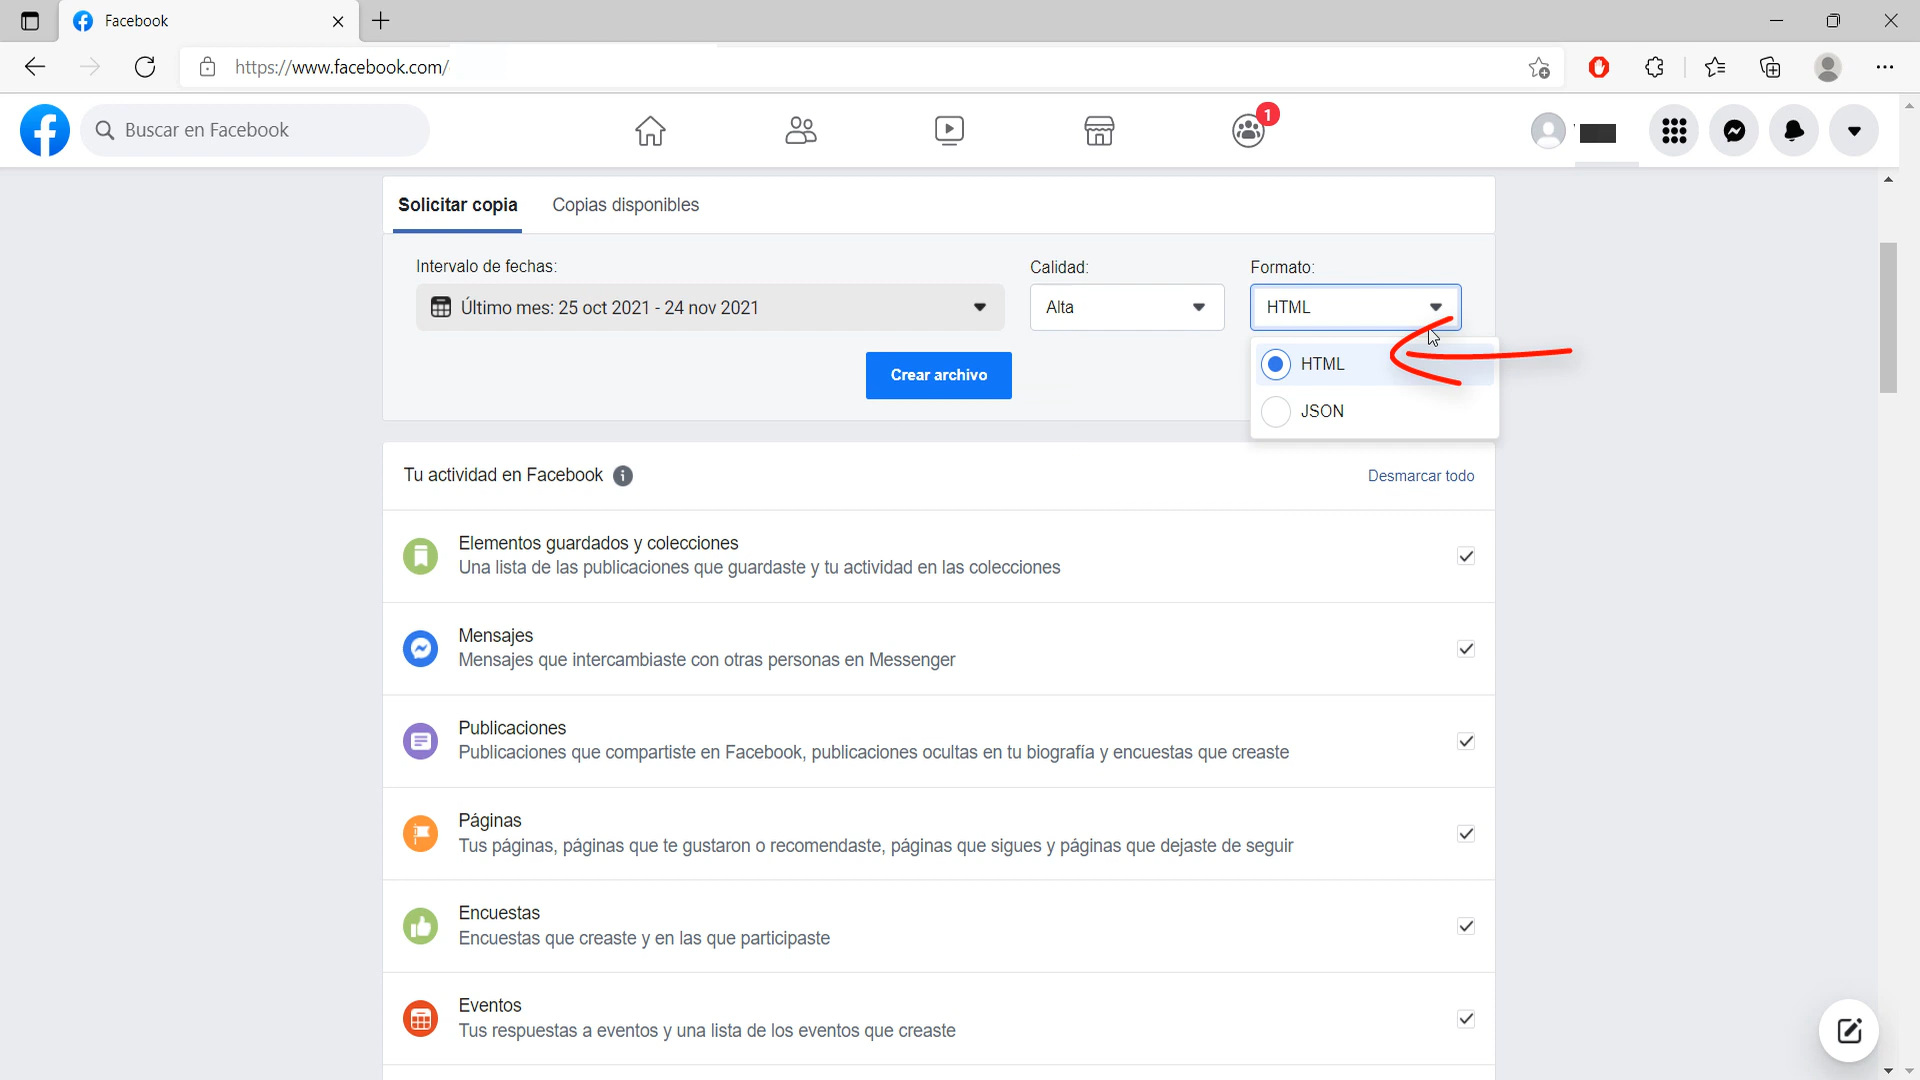 Facebook
https://www.facebook.com/
Buscar en Facebook
1
Solicitar copia
Copias disponibles
Intervalo de fechas:
Calidad:
Formato:
Último mes: 25 oct 2021 - 24 nov 2021
Alta
HTML
HTML
JSON
Crear archivo
Tu actividad en Facebook
Desmarcar todo
Elementos guardados y colecciones
Una lista de las publicaciones que guardaste y tu actividad en las colecciones
Mensajes
Mensajes que intercambiaste con otras personas en Messenger
Publicaciones
Publicaciones que compartiste en Facebook, publicaciones ocultas en tu biografía y encuestas que creaste
Páginas
Tus páginas, páginas que te gustaron o recomendaste, páginas que sigues y páginas que dejaste de seguir
Encuestas
Encuestas que creaste y en las que participaste
Eventos
Tus respuestas a eventos y una lista de los eventos que creaste